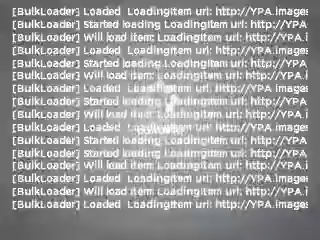 [BulkLoader] Loaded  LoadingItem url: http://YPA.images
[BulkLoader] Started loading LoadingItem url: http://YPA
[BulkLoader] Will load item: LoadingItem url: http://YPA.i
[BulkLoader] Loaded  LoadingItem url: http://YPA.images
[BulkLoader] Started loading LoadingItem url: http://YPA
[BulkLoader] Will load item: LoadingItem url: http://YPA.i
[BulkLoader] Loaded  LoadingItem url: http://YPA.images
[BulkLoader] Started loading LoadingItem url: http://YPA
[BulkLoader] Will load item: LoadingItem url: http://YPA.i
[BulkLoader] Loaded  LoadingItem url: http://YPA.images
[BulkLoader] Started loading LoadingItem url: http://YPA
[BulkLoader] Started loading LoadingItem url: http://YPA
[BulkLoader] Will load item: LoadingItem url: http://YPA.i
[BulkLoader] Loaded  LoadingItem url: http://YPA.images
[BulkLoader] Will load item: LoadingItem url: http://YPA.i
[BulkLoader] Loaded  LoadingItem url: http://YPA.images